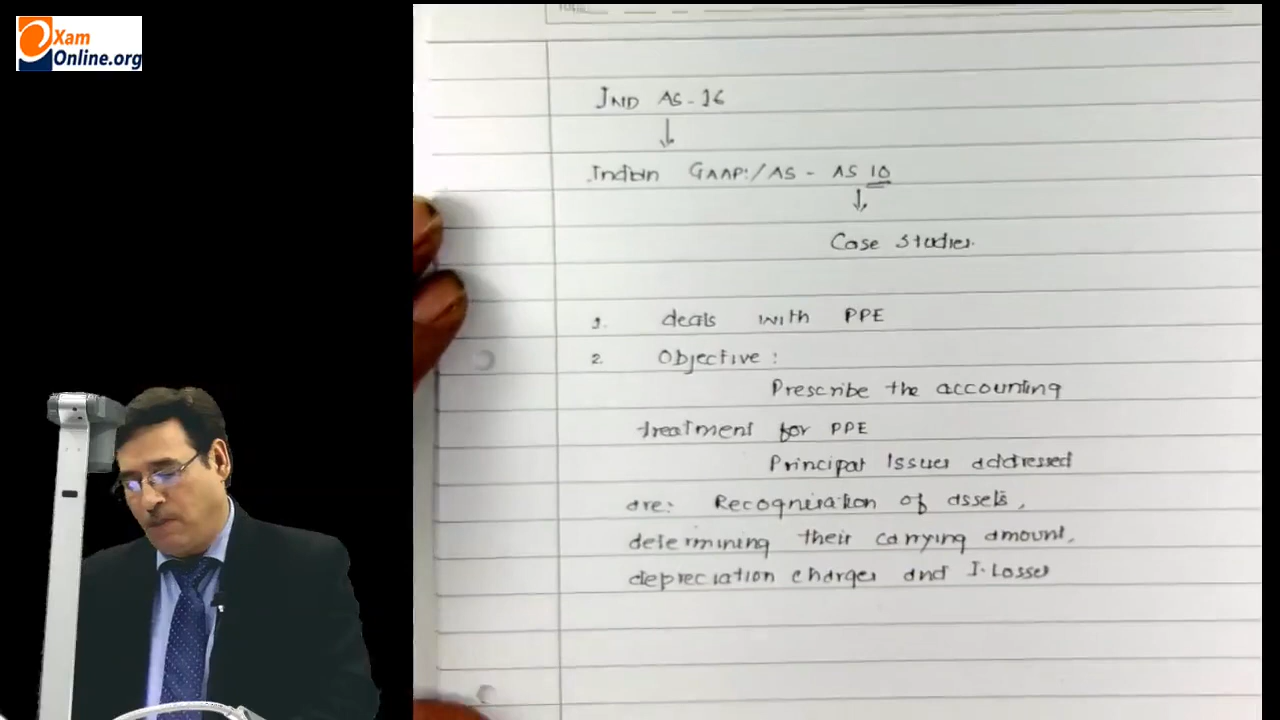 Xam
Online.org
IND AS - 16
Indian GAAP:/AS - AS 10
Case Studies.
1. deals with PPE
2. Objective :
Prescribe the accounting
treatment for PPE
Principal Issues addressed
are: Recognisation of assets,
determining their carrying amount,
depreciation charges and I. Losses